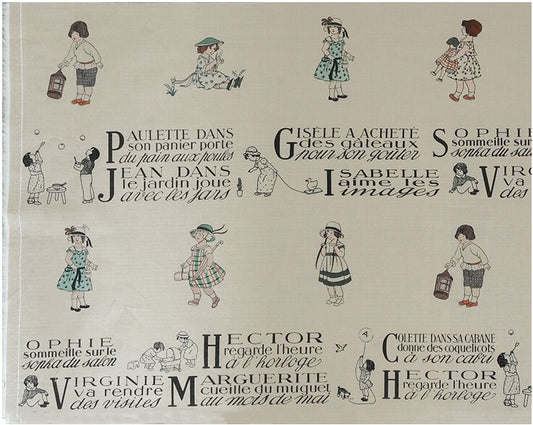 PAULETTE DANS
son panier porte
du pain aux poules
GISÈLE A ACHETÉ
des gâteaux
pour son goûter
SOPHIE
sommeille sur le
sopha du salon
JEAN DANS
le jardin joue
avec les jars
ISABELLE
aime les
images
VIR
va
des
OPHIE
sommeille sur le
sopha du salon
HECTOR
regarde l'heure
à l'horloge
COLETTE DANS SA CABANE
donne des coquelicots
à son cabri
VIRGINIE
va rendre
des visites
MARGUERITE
cueille du muguet
au mois de mai
HECTOR
regarde l'heure
à l'horloge